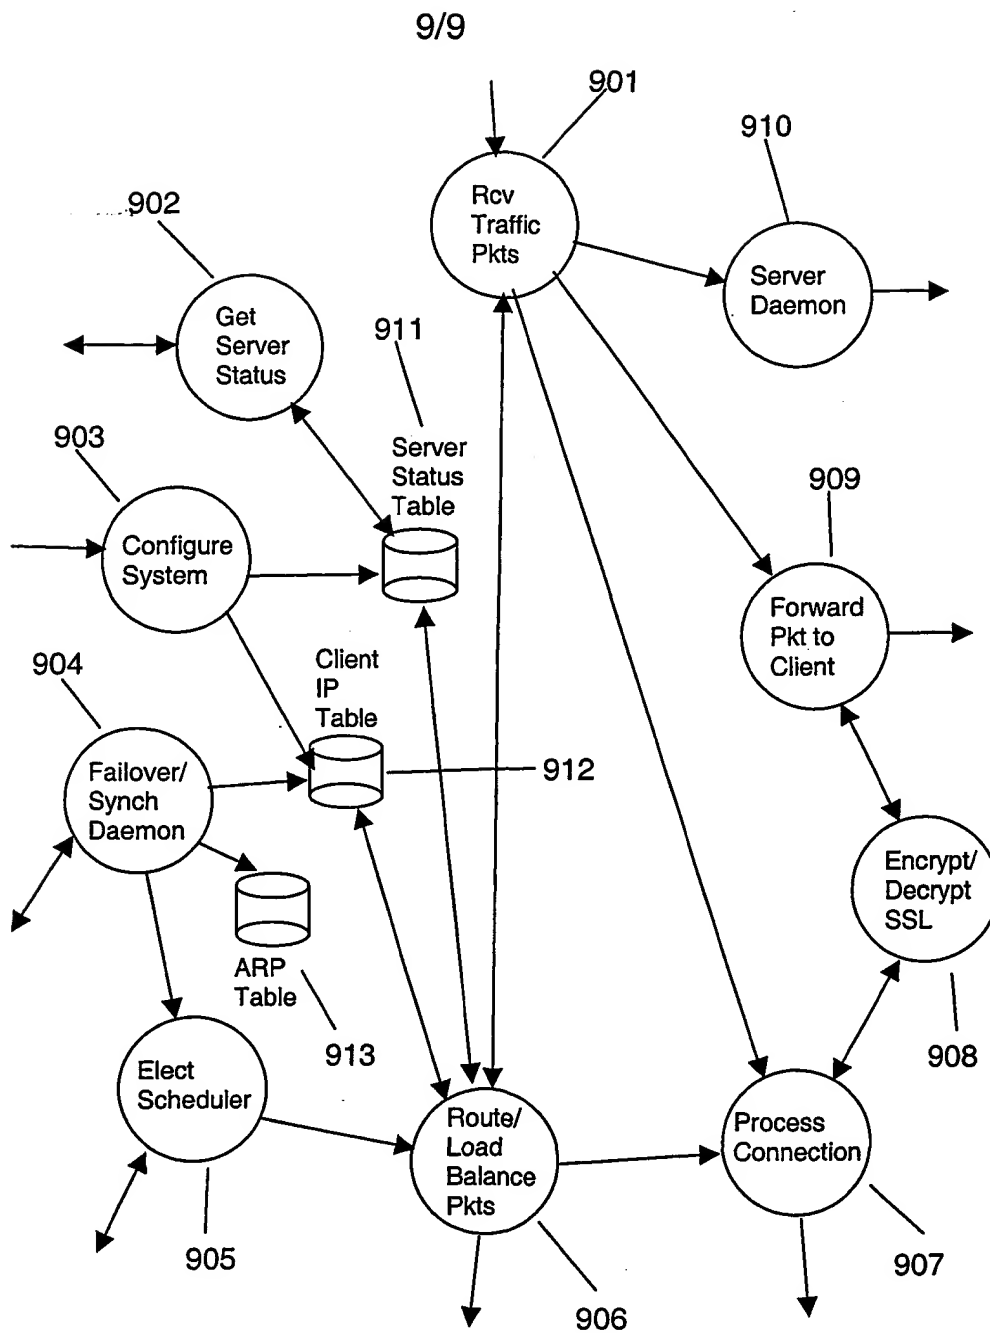 9/9
901
910
Rcv
Traffic
Pkts
902
Server
Daemon
Get
Server
Status
911
903
Server
Status
Table
909
Configure
System
Forward
Pkt to
Client
904
Client
IP
Table
912
Failover/
Synch
Daemon
Encrypt/
Decrypt
SSL
ARP
Table
913
908
Elect
Scheduler
Route/
Load
Balance
Pkts
Process
Connection
905
907
906